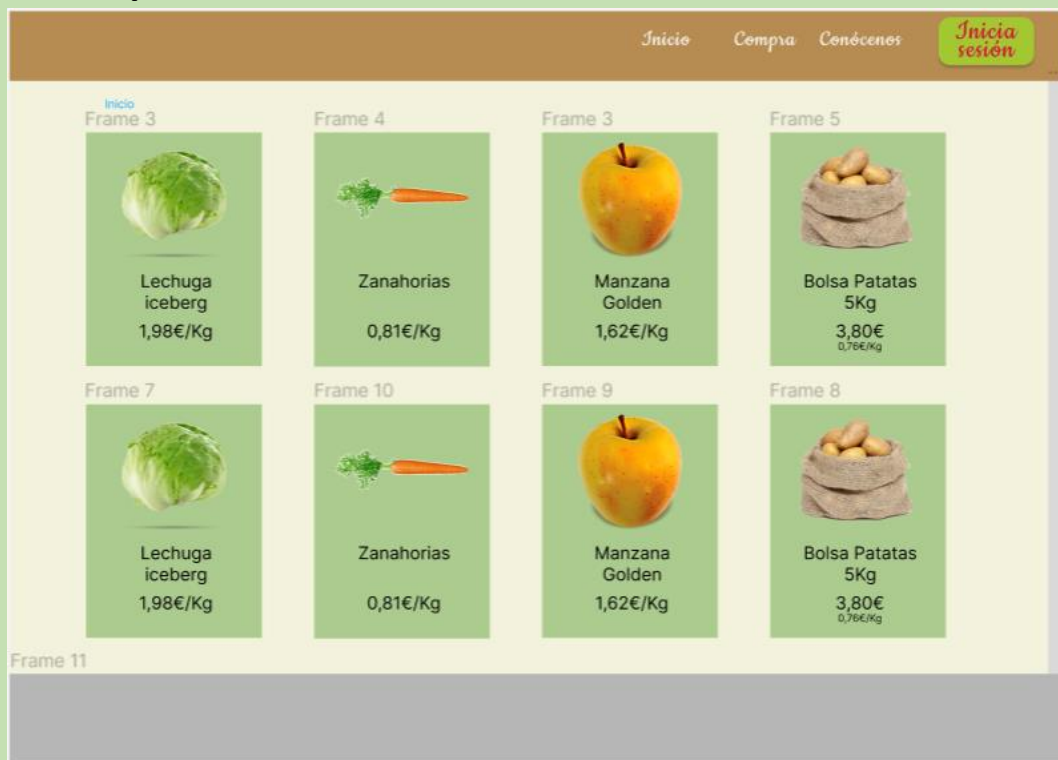 Inicio Compra Conócenos Inicia
sesión
Inicio
Frame 3 Frame 4 Frame 3 Frame 5
Lechuga Zanahorias Manzana Bolsa Patatas
iceberg Golden 5Kg
1,98€/Kg 0,81€/Kg 1,62€/Kg 3,80€
0,76€/Kg
Frame 7 Frame 10 Frame 9 Frame 8
Lechuga Zanahorias Manzana Bolsa Patatas
iceberg Golden 5Kg
1,98€/Kg 0,81€/Kg 1,62€/Kg 3,80€
0,76€/Kg
Frame 11